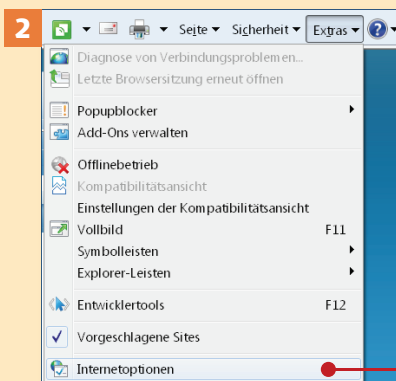 2
Seite Sicherheit Extras
Diagnose von Verbindungsproblemen...
Letzte Browsersitzung erneut öffnen
Popupblocker
Add-Ons verwalten
Offlinebetrieb
Kompatibilitätsansicht
Einstellungen der Kompatibilitätsansicht
Vollbild F11
Symbolleisten
Explorer-Leisten
Entwicklertools F12
Vorgeschlagene Sites
Internetoptionen